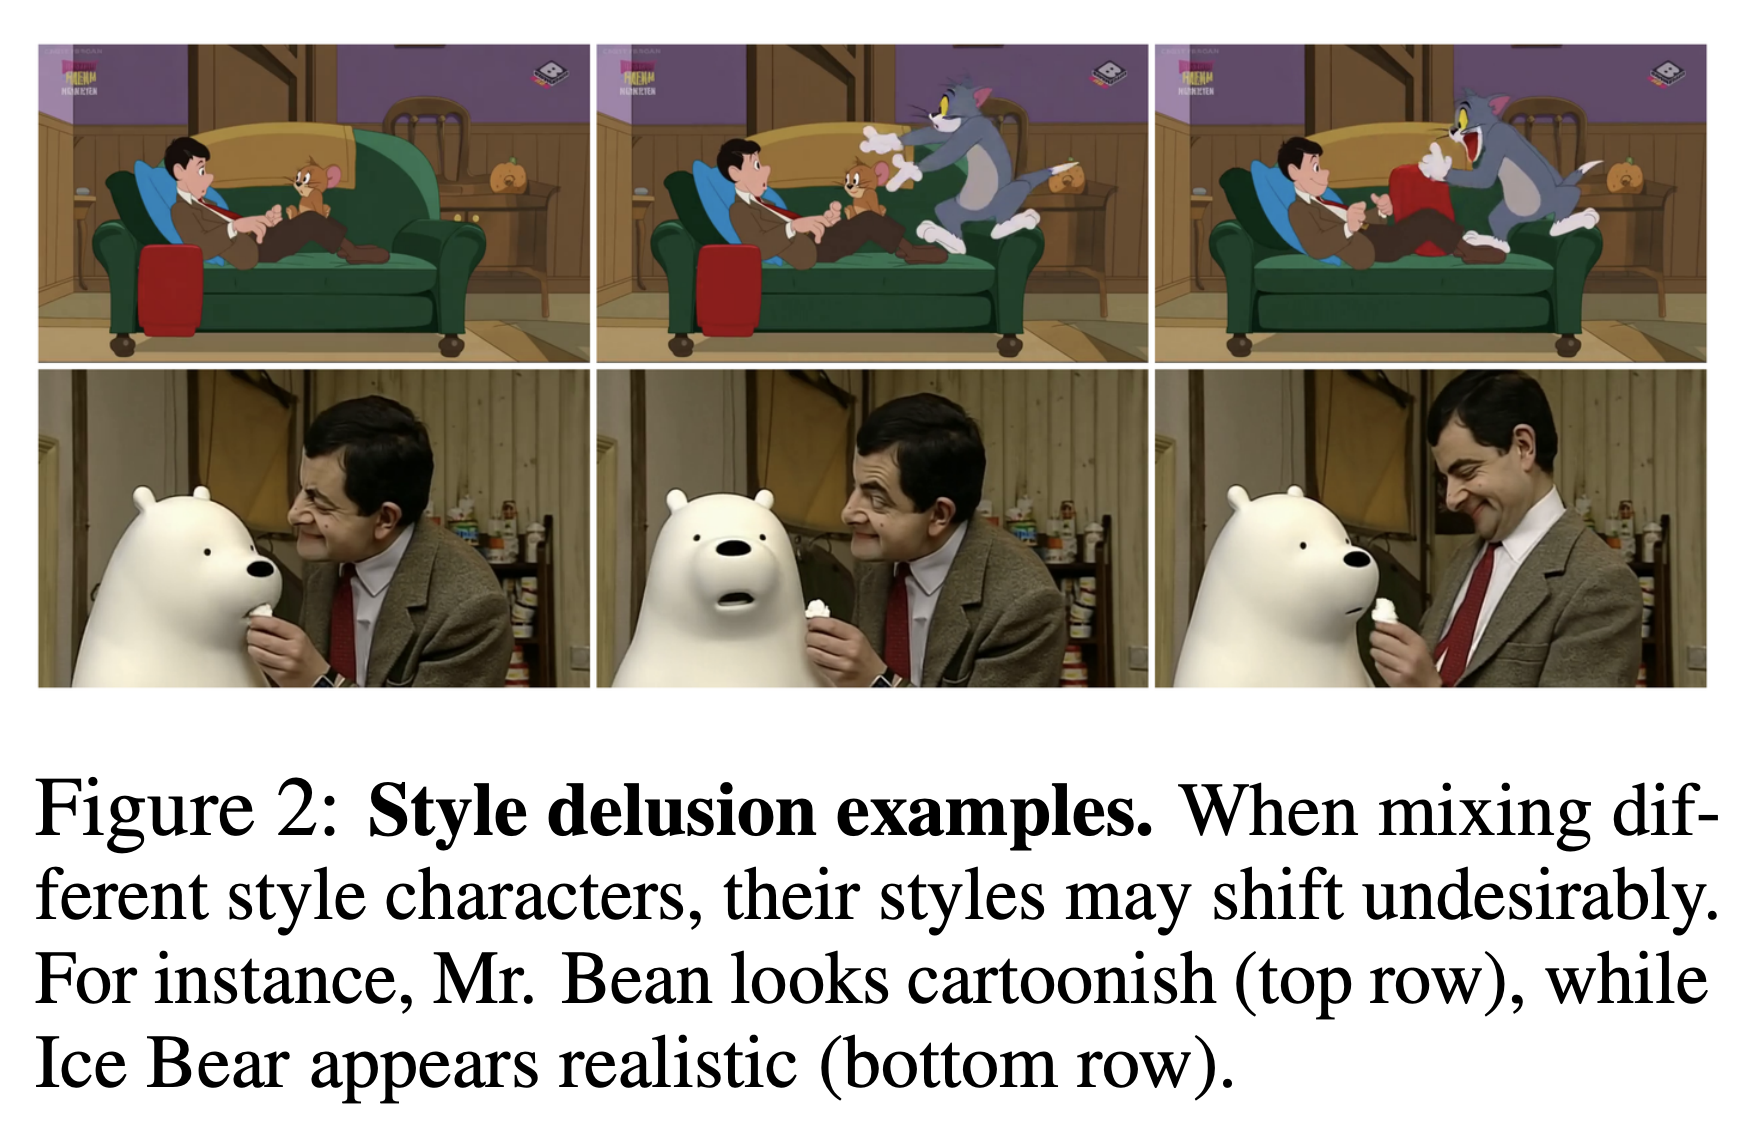 Figure 2: Style delusion examples. When mixing dif-
ferent style characters, their styles may shift undesirably.
For instance, Mr. Bean looks cartoonish (top row), while
Ice Bear appears realistic (bottom row).